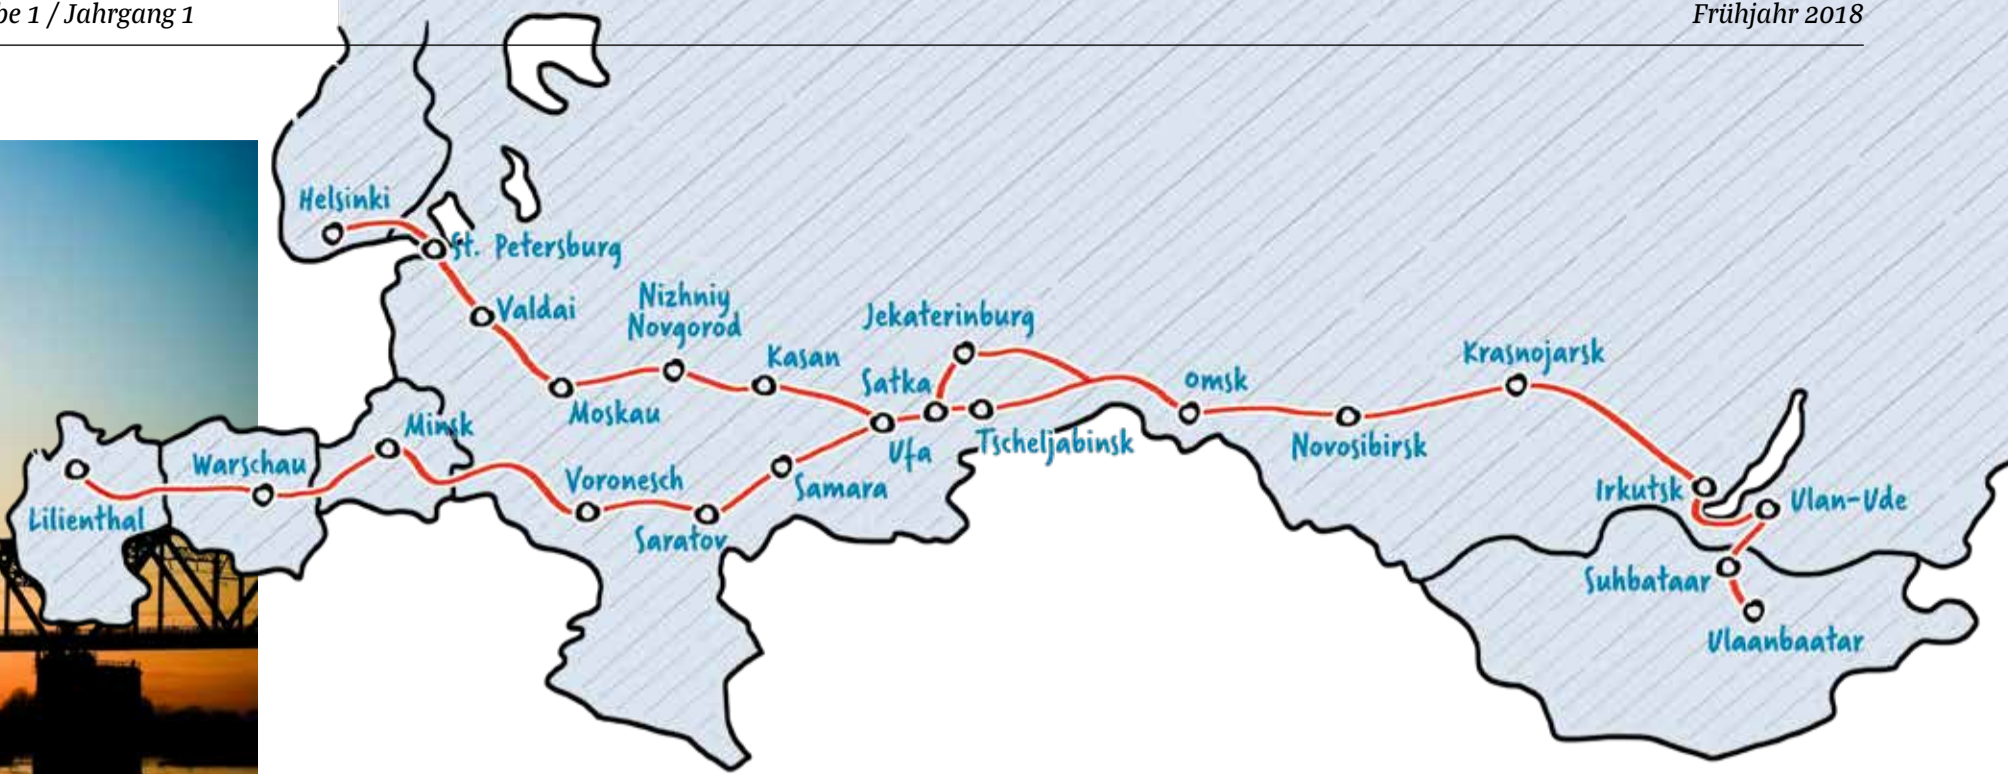 be 1 / Jahrgang 1
Frühjahr 2018
Helsinki
St. Petersburg
Valdai
Nizhniy
Novgorod
Moskau
Kasan
Jekaterinburg
Satka
Ufa
Tscheljabinsk
Omsk
Novosibirsk
Krasnojarsk
Irkutsk
Ulan-Ude
Suhbataar
Ulaanbaatar
Lilienthal
Warschau
Minsk
Voronesch
Saratov
Samara